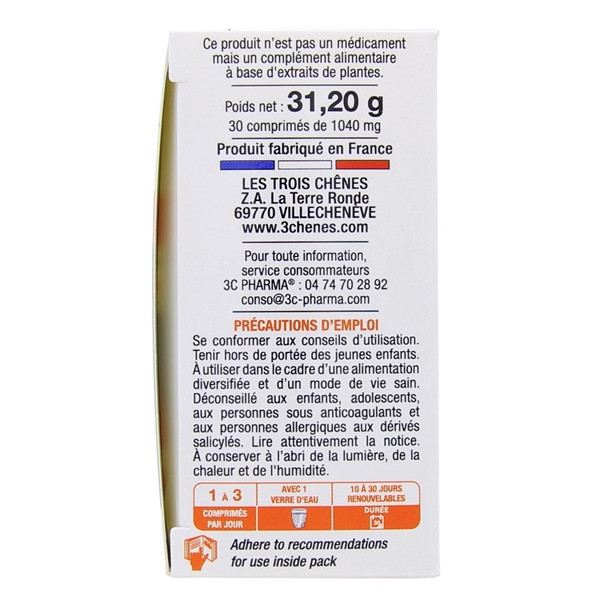 Ce produit n'est pas un médicament
mais un complément alimentaire
à base d'extraits de plantes.
Poids net : 31,20 g
30 comprimés de 1040 mg
Produit fabriqué en France
LES TROIS CHÊNES
Z.A. La Terre Ronde
69770 VILLECHENÈVE
www.3chenes.com
Pour toute information,
service consommateurs
3C PHARMA® : 04 74 70 28 92
conso@3c-pharma.com
PRÉCAUTIONS D'EMPLOI
Se conformer aux conseils d'utilisation.
Tenir hors de portée des jeunes enfants.
À utiliser dans le cadre d'une alimentation
diversifiée et d'un mode de vie sain.
Déconseillé aux enfants, adolescents,
aux personnes sous anticoagulants et
aux personnes allergiques aux dérivés
salicylés. Lire attentivement la notice.
À conserver à l'abri de la lumière, de la
chaleur et de l'humidité.
1 À 3
COMPRIMÉS
PAR JOUR
AVEC 1
VERRE D'EAU
10 À 30 JOURS
RENOUVELABLES
DURÉE
Adhere to recommendations
for use inside pack